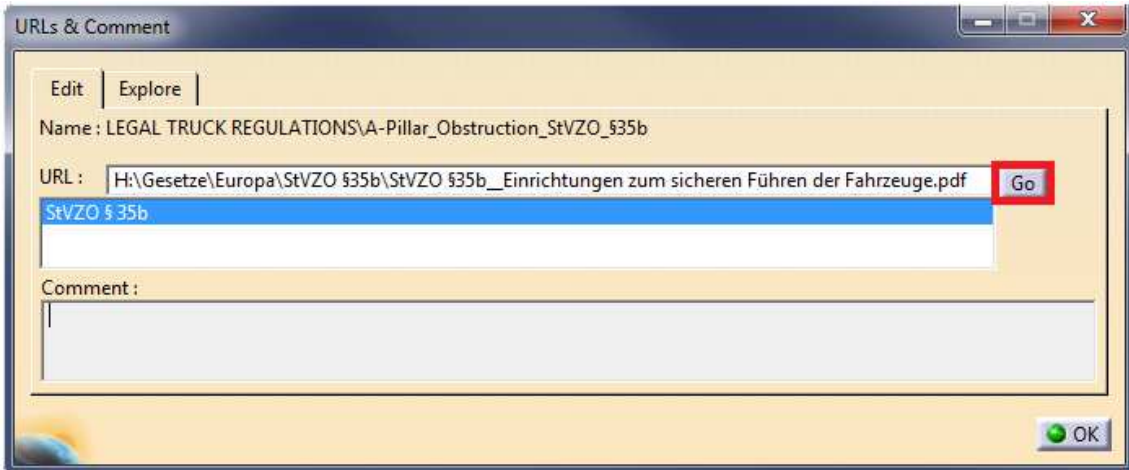 URLs & Comment
Edit Explore
Name : LEGAL TRUCK REGULATIONS\A-Pillar_Obstruction_StVZO_§35b
URL : H:\Gesetze\Europa\StVZO §35b\StVZO §35b__Einrichtungen zum sicheren Führen der Fahrzeuge.pdf Go
StVZO § 35b
Comment :
OK